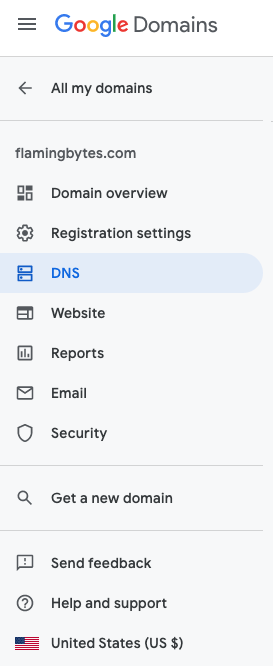 Google Domains
All my domains
flamingbytes.com
Domain overview
Registration settings
DNS
Website
Reports
Email
Security
Get a new domain
Send feedback
Help and support
United States (US $)